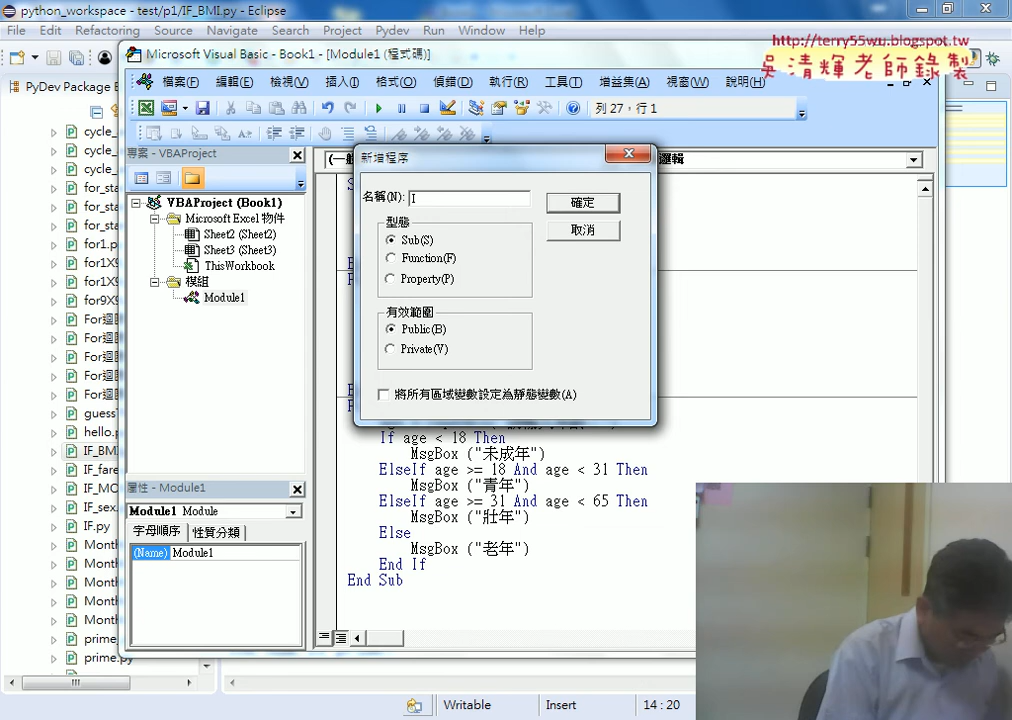 python_workspace - test/p1/IF_BMI.py - Eclipse
File Edit Refactoring Source Navigate Search Project Pydev Run Window Help
http://terry55wu.blogspot.tw
吳清輝老師錄製
Microsoft Visual Basic - Book1 - [Module1 (程式碼)]
檔案(F) 編輯(E) 檢視(V) 插入(I) 格式(O) 偵錯(D) 執行(R) 工具(T) 增益集(A) 視窗(W) 說明(H)
列 27，行 1
PyDev Package E
cycle_
cycle_
cycle_
for_sta
for_sta
for_sta
for1.p
for1X9
for1X9
for9X9
For迴圈
For迴圈
For迴圈
For迴圈
For迴圈
guess
hello.p
IF_BM
IF_fare
IF_MO
IF_sex
IF.py
Month
Month
Month
Month
Month
prime_
prime.py
專案 - VBAProject
VBAProject (Book1)
Microsoft Excel 物件
Sheet2 (Sheet2)
Sheet3 (Sheet3)
ThisWorkbook
模組
Module1
屬性 - Module1
Module1 Module
字母順序 性質分類
(Name) Module1
新增程序
名稱(N):
確定
取消
型態
Sub(S)
Function(F)
Property(P)
有效範圍
Public(B)
Private(V)
將所有區域變數設定為靜態變數(A)
If age < 18 Then
MsgBox ("未成年")
ElseIf age >= 18 And age < 31 Then
MsgBox ("青年")
ElseIf age >= 31 And age < 65 Then
MsgBox ("壯年")
Else
MsgBox ("老年")
End If
End Sub
Writable Insert 14 : 20